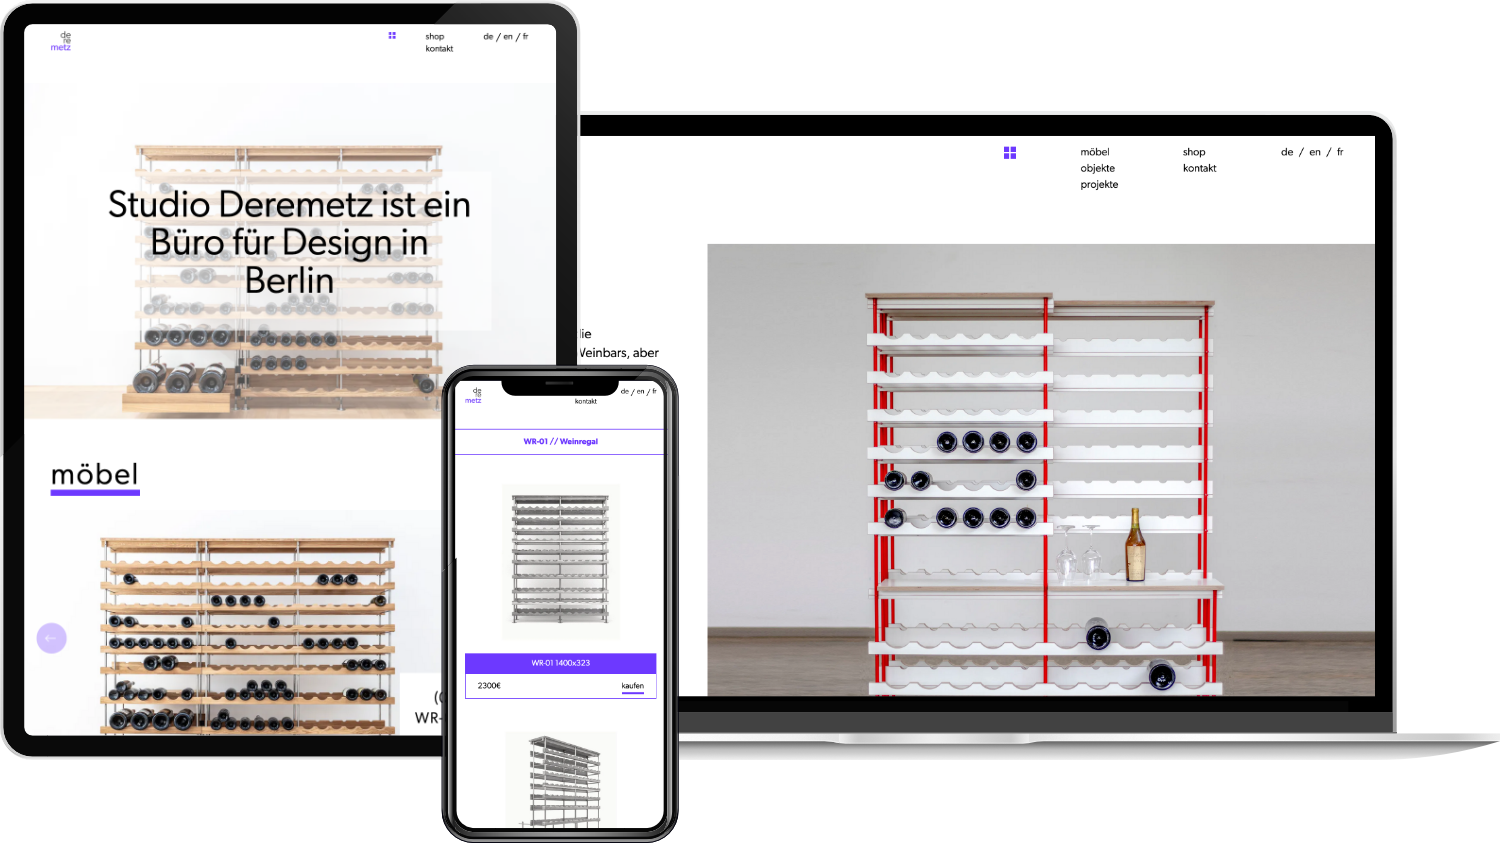 de
re
metz
shop
kontakt
de / en / fr
Studio Deremetz ist ein
Büro für Design in
Berlin
möbel
WR-
möbel
objekte
projekte
shop
kontakt
de / en / fr
Weinbars, aber
de
re
metz
kontakt
de / en / fr
WR-01 // Weinregal
WR-01 1400x323
2300€
kaufen